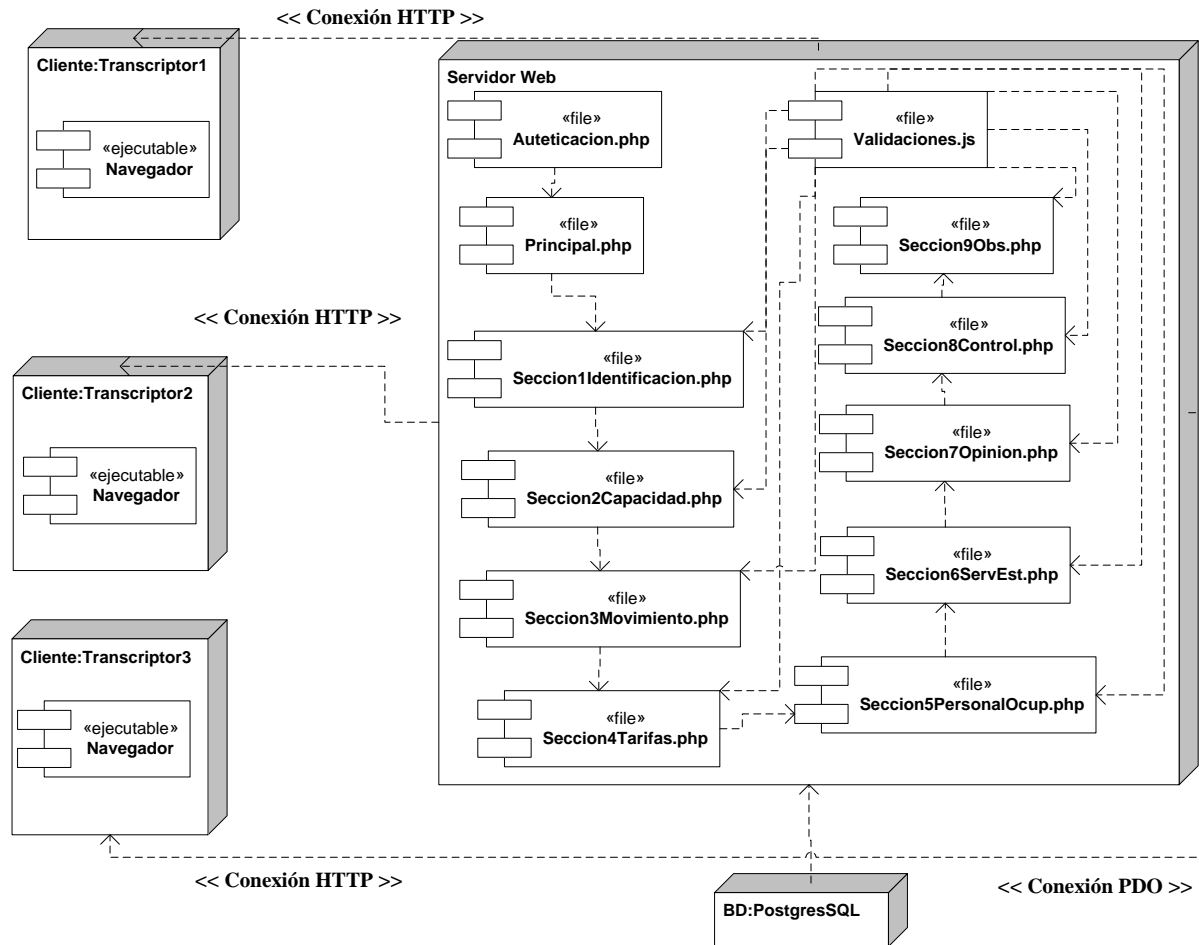 << Conexión HTTP >>
Cliente:Transcriptor1
«ejecutable»
Navegador
<< Conexión HTTP >>
Cliente:Transcriptor2
«ejecutable»
Navegador
Cliente:Transcriptor3
«ejecutable»
Navegador
<< Conexión HTTP >>
Servidor Web
«file»
Auteticacion.php
«file»
Principal.php
«file»
Seccion1Identificacion.php
«file»
Seccion2Capacidad.php
«file»
Seccion3Movimiento.php
«file»
Seccion4Tarifas.php
«file»
Validaciones.js
«file»
Seccion9Obs.php
«file»
Seccion8Control.php
«file»
Seccion7Opinion.php
«file»
Seccion6ServEst.php
«file»
Seccion5PersonalOcup.php
<< Conexión PDO >>
BD:PostgresSQL